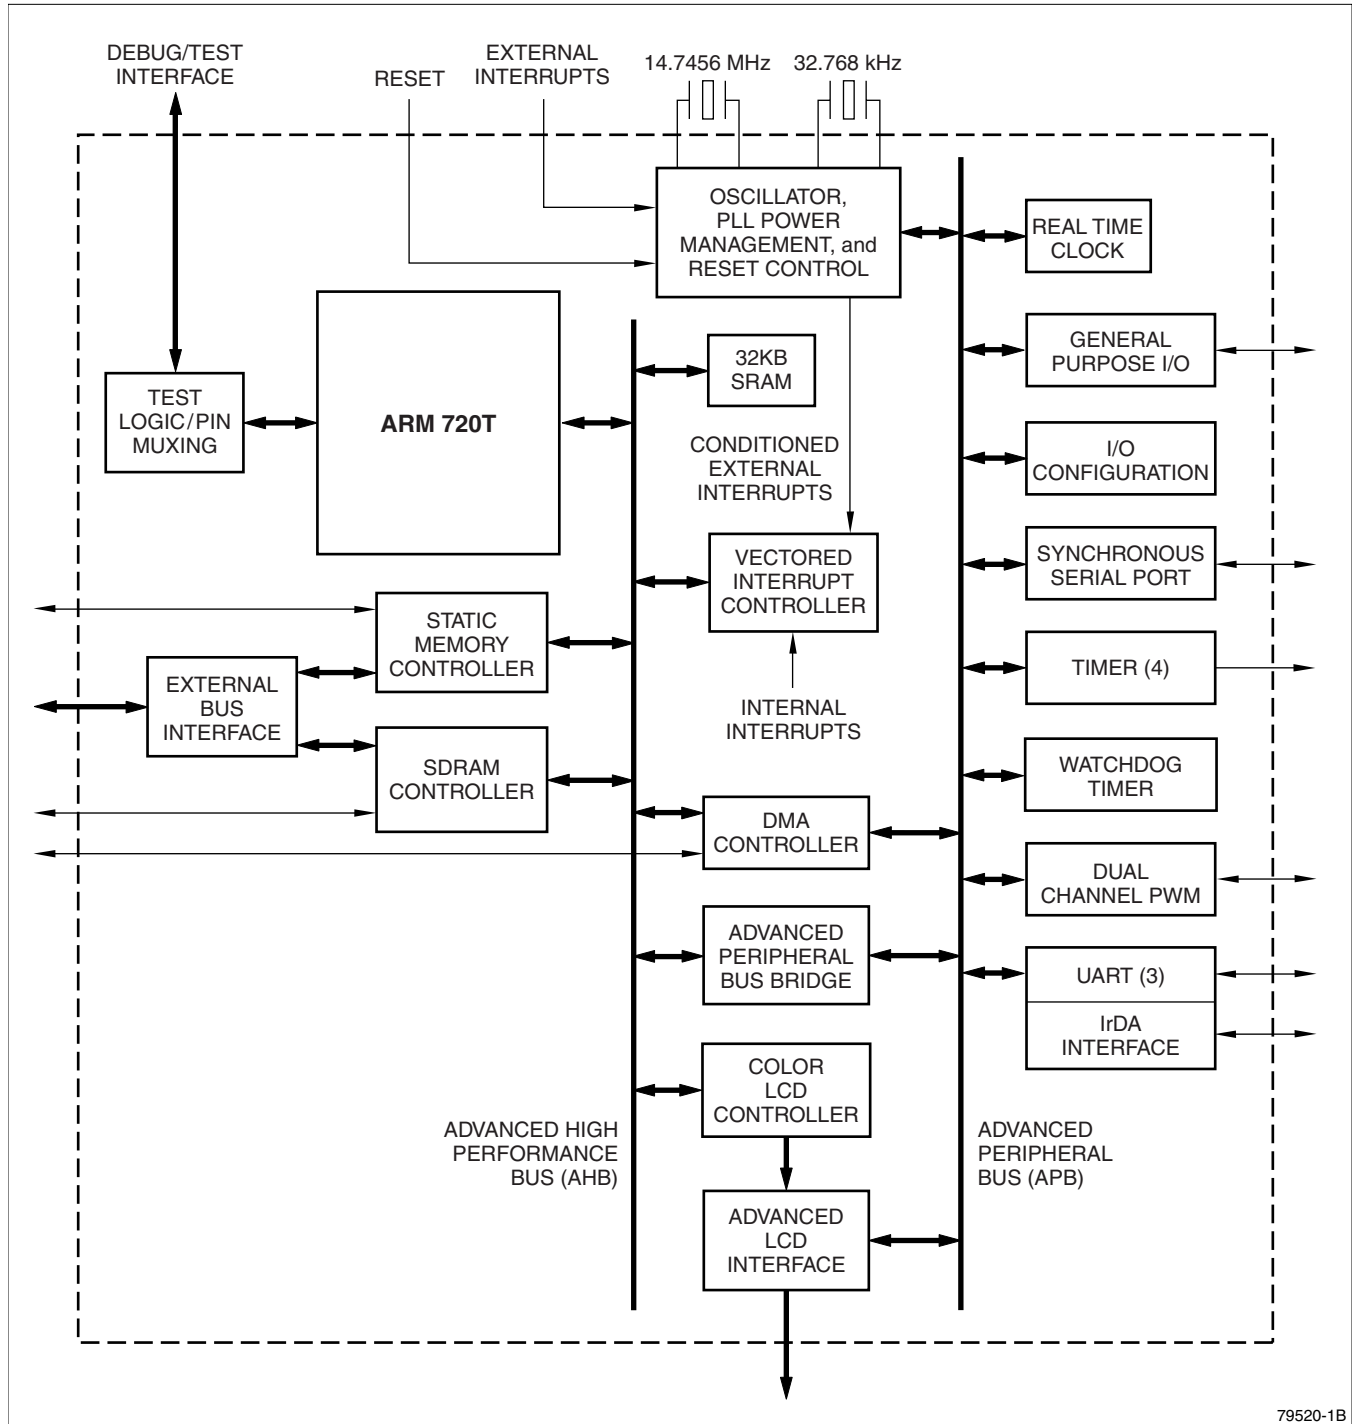 DEBUG/TEST
INTERFACE
RESET
EXTERNAL
INTERRUPTS
14.7456 MHz
32.768 kHz
OSCILLATOR,
PLL POWER
MANAGEMENT, and
RESET CONTROL
REAL TIME
CLOCK
GENERAL
PURPOSE I/O
32KB
SRAM
TEST
LOGIC/PIN
MUXING
ARM 720T
CONDITIONED
EXTERNAL
INTERRUPTS
I/O
CONFIGURATION
VECTORED
INTERRUPT
CONTROLLER
SYNCHRONOUS
SERIAL PORT
STATIC
MEMORY
CONTROLLER
TIMER (4)
EXTERNAL
BUS
INTERFACE
INTERNAL
INTERRUPTS
SDRAM
CONTROLLER
WATCHDOG
TIMER
DMA
CONTROLLER
DUAL
CHANNEL PWM
ADVANCED
PERIPHERAL
BUS BRIDGE
UART (3)
IrDA
INTERFACE
COLOR
LCD
CONTROLLER
ADVANCED HIGH
PERFORMANCE
BUS (AHB)
ADVANCED
PERIPHERAL
BUS (APB)
ADVANCED
LCD
INTERFACE
79520-1B